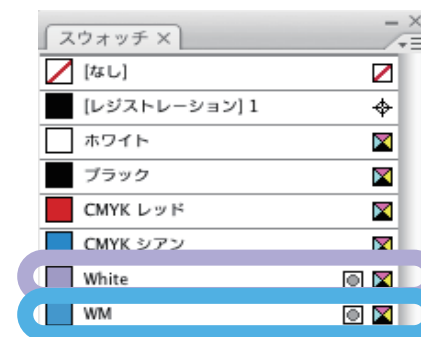 スウォッチ ×
[なし]
[レジストレーション] 1
ホワイト
ブラック
CMYK レッド
CMYK シアン
White
WM